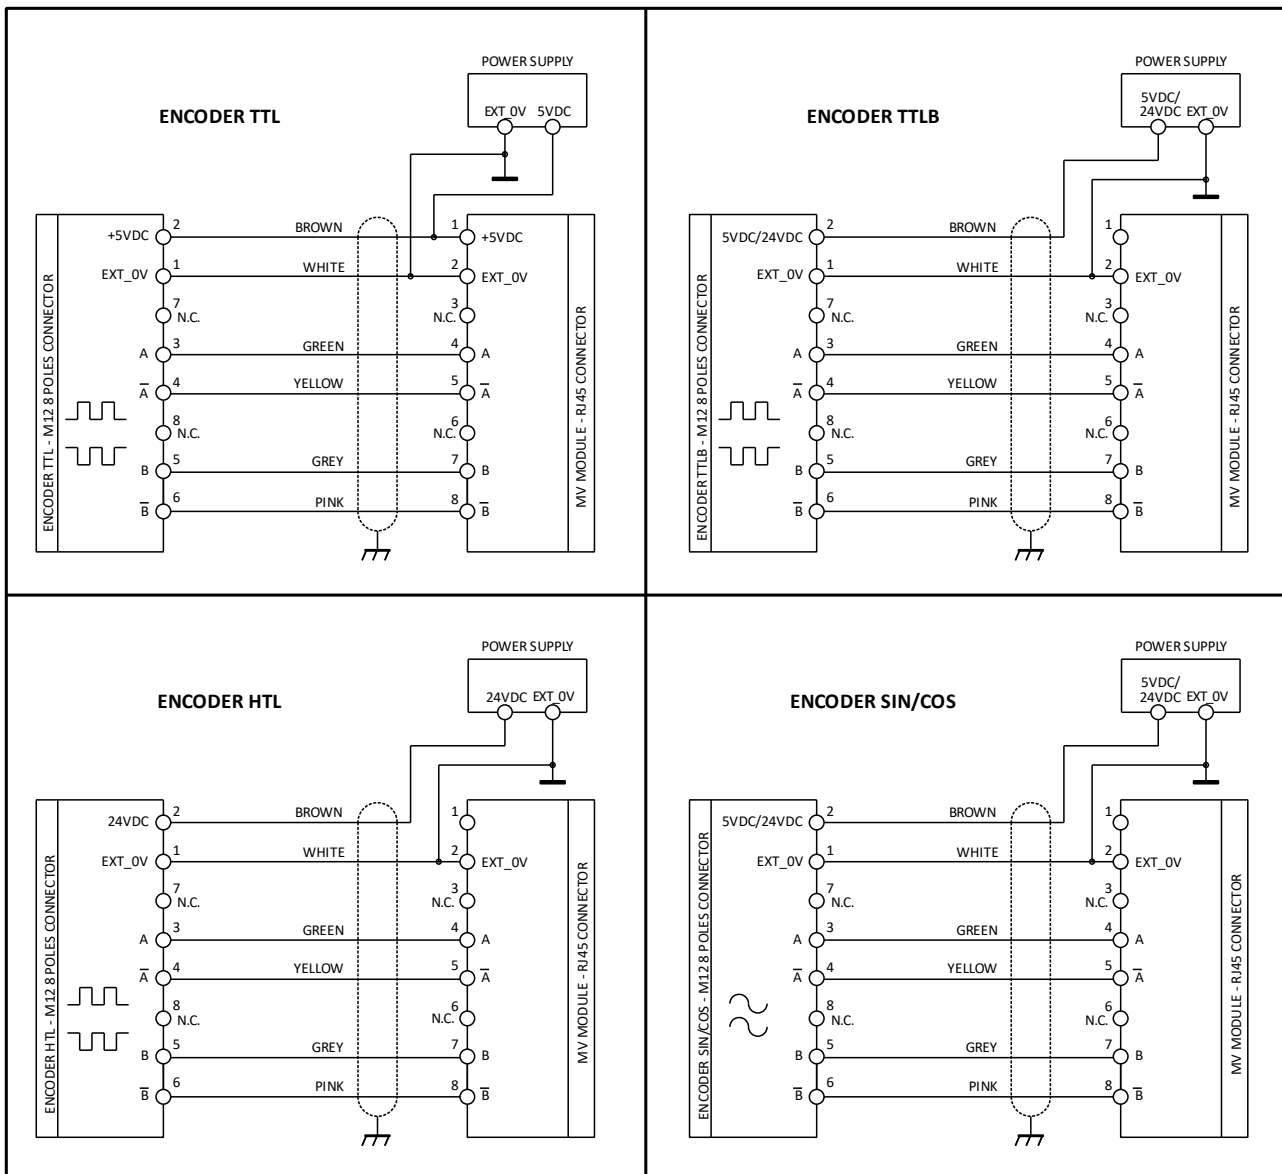 POWER SUPPLY
EXT_0V 5VDC
ENCODER TTL
ENCODER TTL - M12 8 POLES CONNECTOR
+5VDC 2 BROWN 1 +5VDC
EXT_0V 1 WHITE 2 EXT_0V
7 N.C. 3 N.C.
A 3 GREEN 4 A
A̅ 4 YELLOW 5 A̅
8 N.C. 6 N.C.
B 5 GREY 7 B
B̅ 6 PINK 8 B̅
MV MODULE - RJ45 CONNECTOR
POWER SUPPLY
5VDC/
24VDC EXT_0V
ENCODER TTLB
ENCODER TTLB - M12 8 POLES CONNECTOR
5VDC/24VDC 2 BROWN 1
EXT_0V 1 WHITE 2 EXT_0V
7 N.C. 3 N.C.
A 3 GREEN 4 A
A̅ 4 YELLOW 5 A̅
8 N.C. 6 N.C.
B 5 GREY 7 B
B̅ 6 PINK 8 B̅
MV MODULE - RJ45 CONNECTOR
POWER SUPPLY
24VDC EXT_0V
ENCODER HTL
ENCODER HTL - M12 8 POLES CONNECTOR
24VDC 2 BROWN 1
EXT_0V 1 WHITE 2 EXT_0V
7 N.C. 3 N.C.
A 3 GREEN 4 A
A̅ 4 YELLOW 5 A̅
8 N.C. 6 N.C.
B 5 GREY 7 B
B̅ 6 PINK 8 B̅
MV MODULE - RJ45 CONNECTOR
POWER SUPPLY
5VDC/
24VDC EXT_0V
ENCODER SIN/COS
ENCODER SIN/COS - M12 8 POLES CONNECTOR
5VDC/24VDC 2 BROWN 1
EXT_0V 1 WHITE 2 EXT_0V
7 N.C. 3 N.C.
A 3 GREEN 4 A
A̅ 4 YELLOW 5 A̅
8 N.C. 6 N.C.
B 5 GREY 7 B
B̅ 6 PINK 8 B̅
MV MODULE - RJ45 CONNECTOR